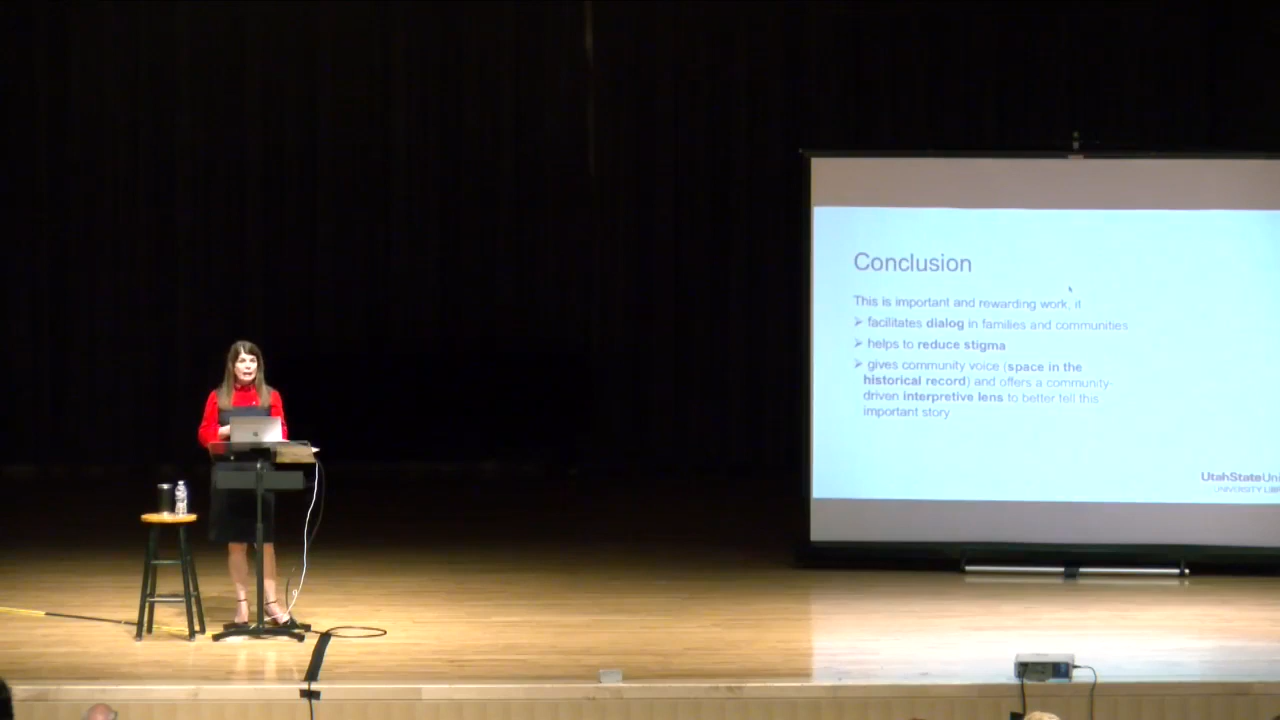 Conclusion
This is important and rewarding work, it
➢ facilitates dialog in families and communities
➢ helps to reduce stigma
➢ gives community voice (space in the
historical record) and offers a community-
driven interpretive lens to better tell this
important story
UtahStateUni
UNIVERSITY